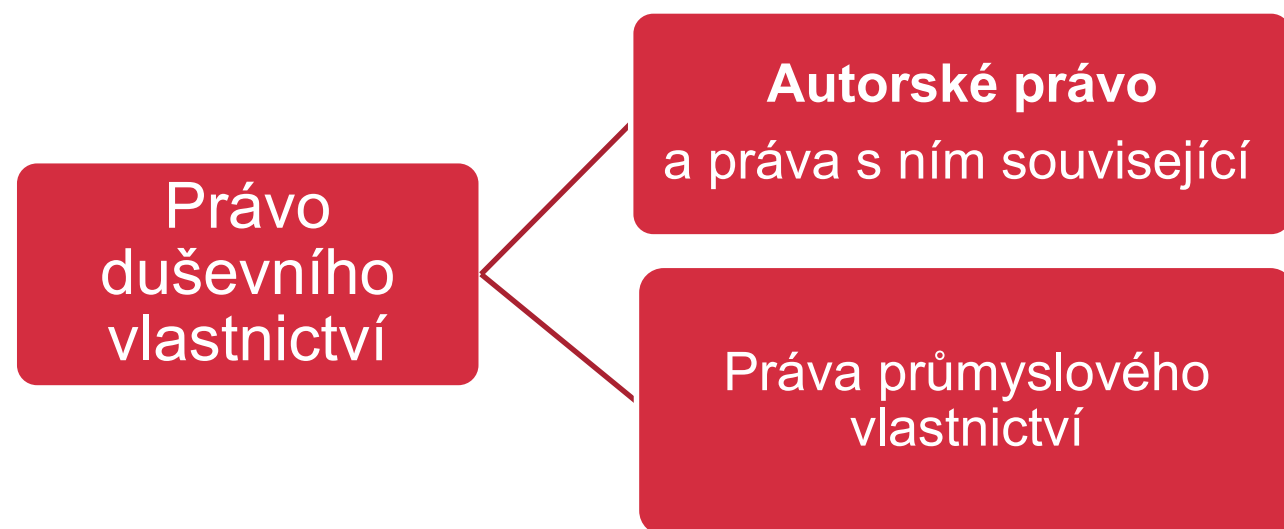 Právo
duševního
vlastnictví
Autorské právo
a práva s ním související
Práva průmyslového
vlastnictví